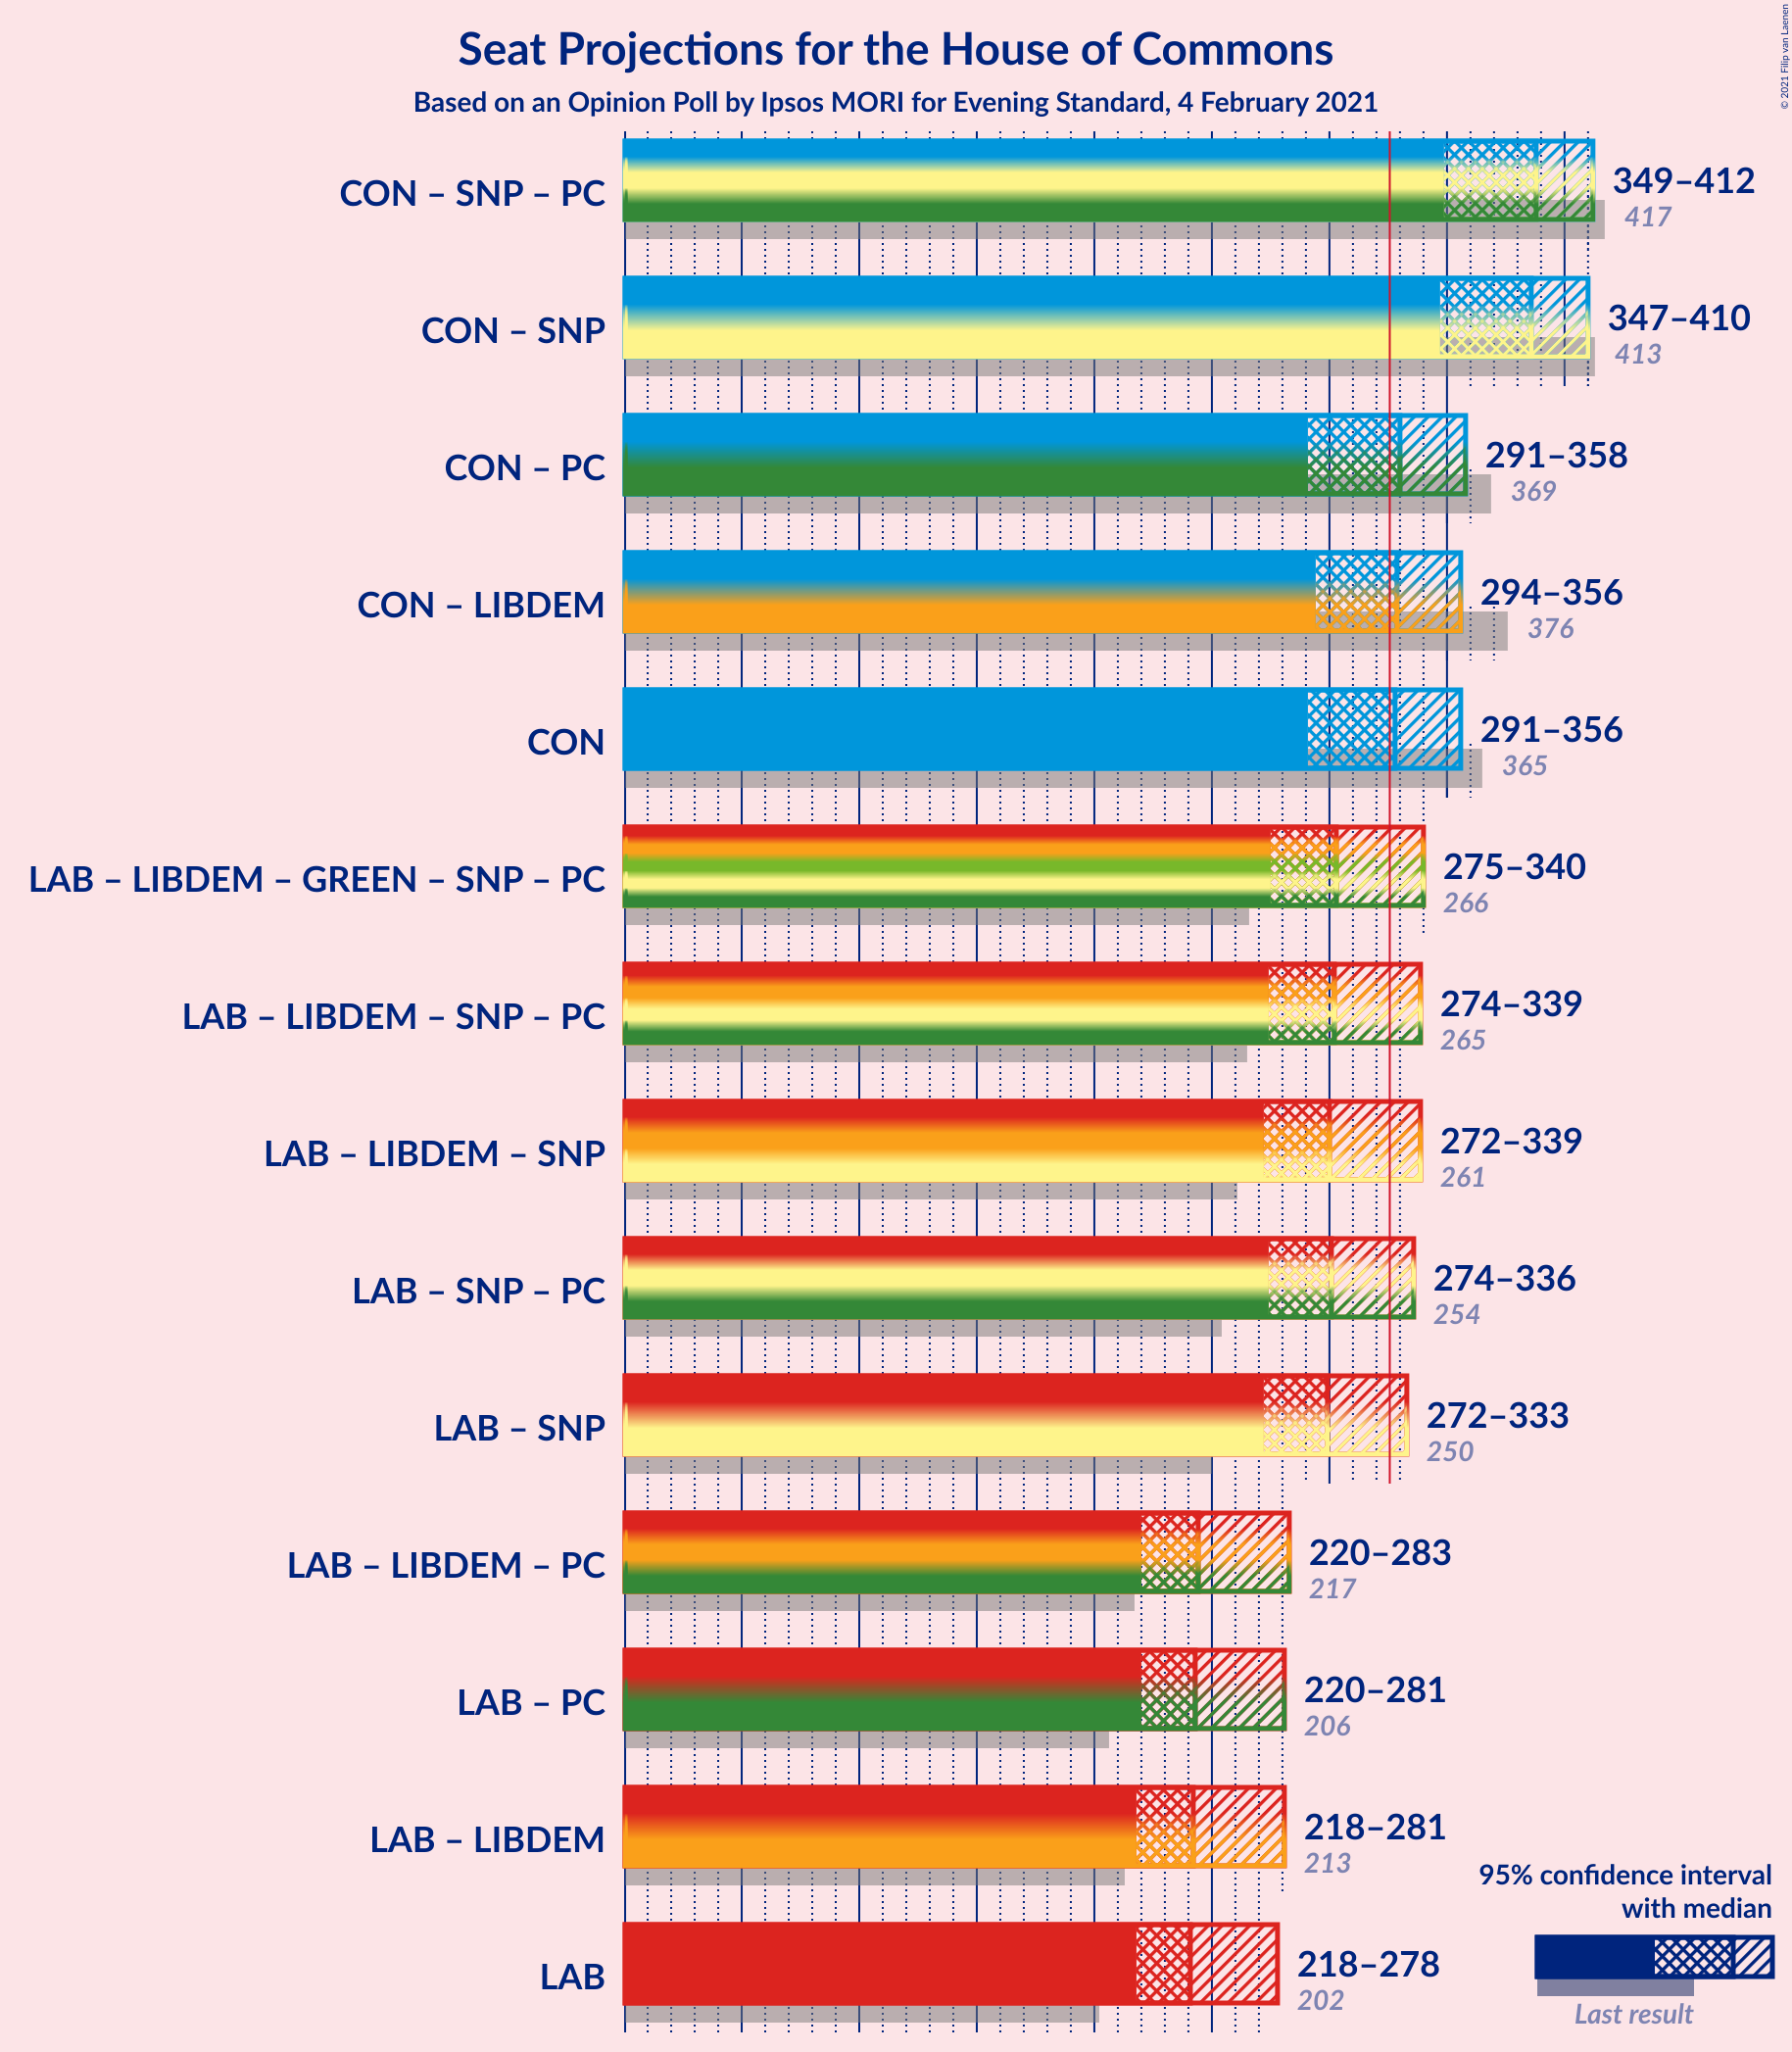 Seat Projections for the House of Commons
Based on an Opinion Poll by Ipsos MORI for Evening Standard, 4 February 2021
© 2021 Filip van Laenen
CON – SNP – PC
349–412
417
CON – SNP
347–410
413
CON – PC
291–358
369
CON – LIBDEM
294–356
376
CON
291–356
365
LAB – LIBDEM – GREEN – SNP – PC
275–340
266
LAB – LIBDEM – SNP – PC
274–339
265
LAB – LIBDEM – SNP
272–339
261
LAB – SNP – PC
274–336
254
LAB – SNP
272–333
250
LAB – LIBDEM – PC
220–283
217
LAB – PC
220–281
206
LAB – LIBDEM
218–281
213
LAB
218–278
202
95% confidence interval
with median
Last result